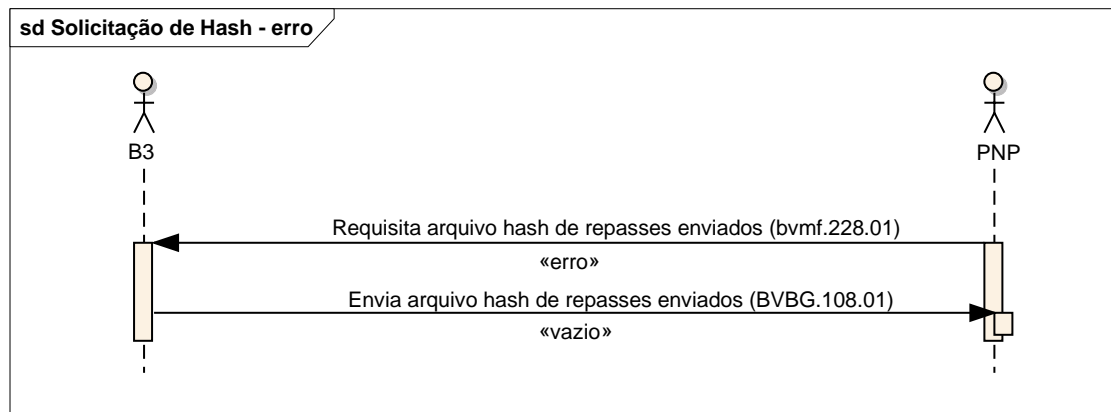 sd Solicitação de Hash - erro
B3
PNP
Requisita arquivo hash de repasses enviados (bvmf.228.01)
«erro»
Envia arquivo hash de repasses enviados (BVBG.108.01)
«vazio»